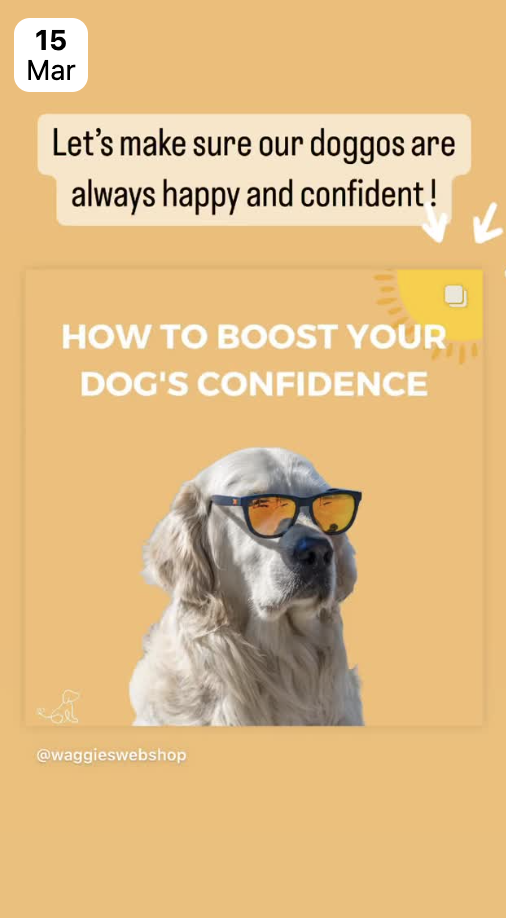 15
Mar
Let's make sure our doggos are
always happy and confident!
HOW TO BOOST YOUR
DOG'S CONFIDENCE
@waggieswebshop